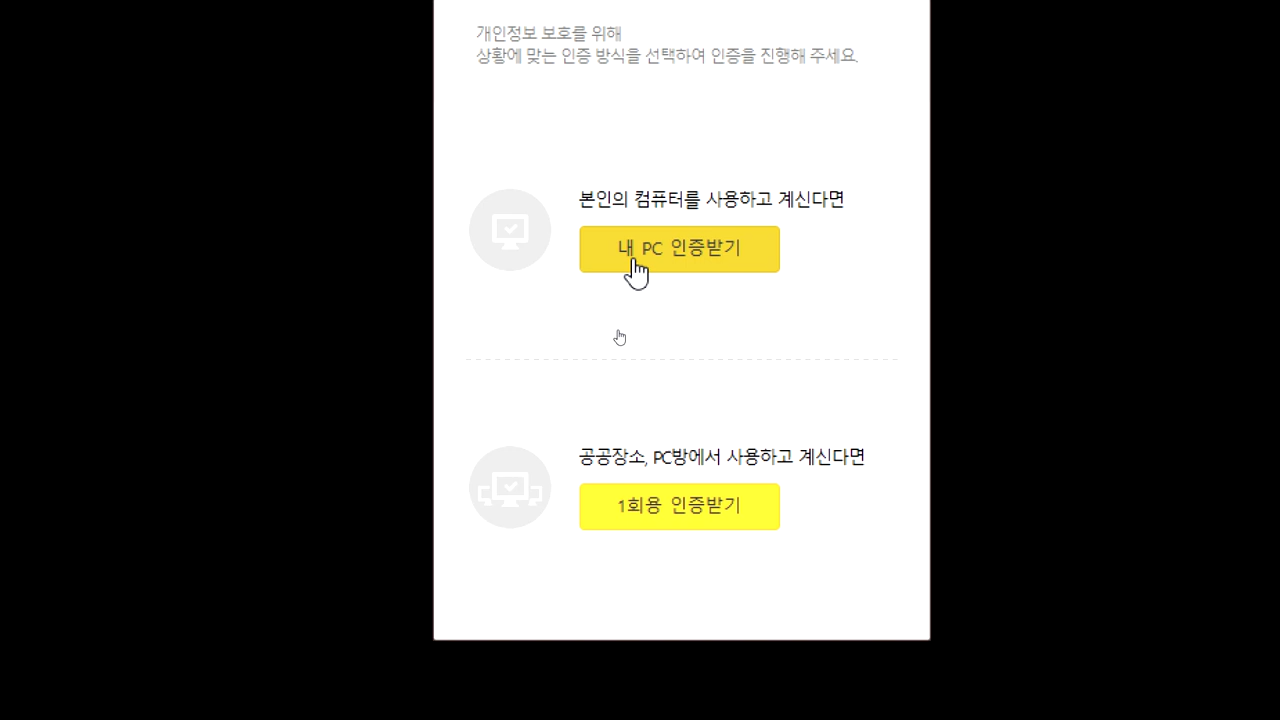 개인정보 보호를 위해
상황에 맞는 인증 방식을 선택하여 인증을 진행해 주세요.
본인의 컴퓨터를 사용하고 계신다면
내 PC 인증받기
공공장소, PC방에서 사용하고 계신다면
1회용 인증받기